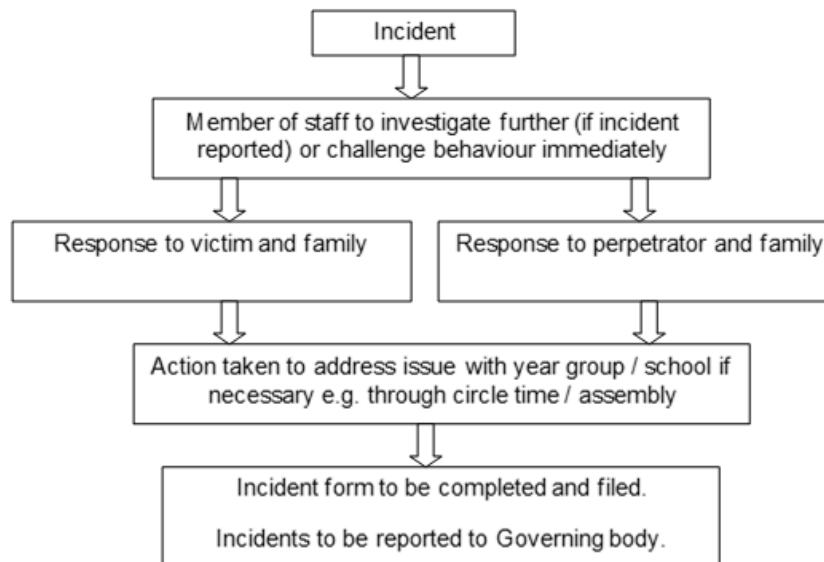 Incident
Member of staff to investigate further (if incident
reported) or challenge behaviour immediately
Response to victim and family
Response to perpetrator and family
Action taken to address issue with year group / school if
necessary e.g. through circle time / assembly
Incident form to be completed and filed.
Incidents to be reported to Governing body.